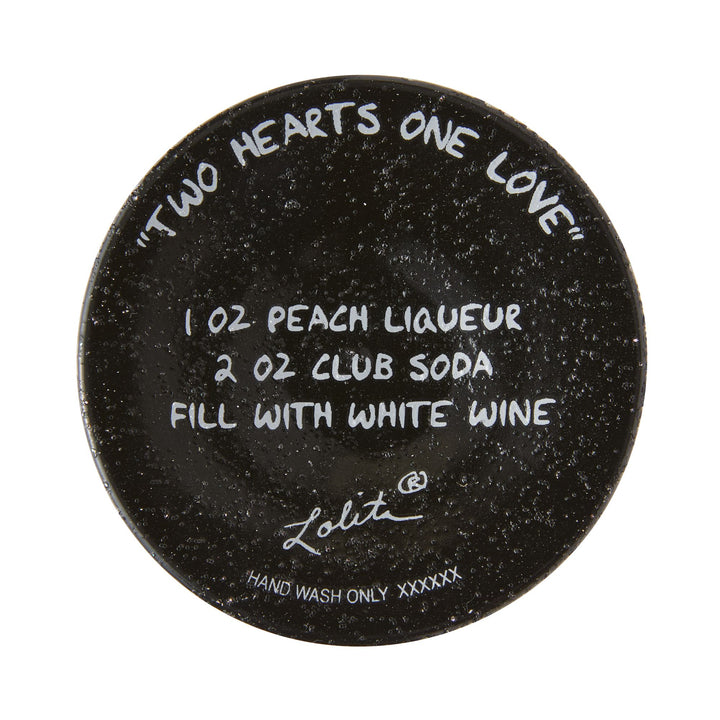 "TWO HEARTS ONE LOVE"
1 OZ PEACH LIQUEUR
2 OZ CLUB SODA
FILL WITH WHITE WINE
Lolita ®
HAND WASH ONLY XXXXXX